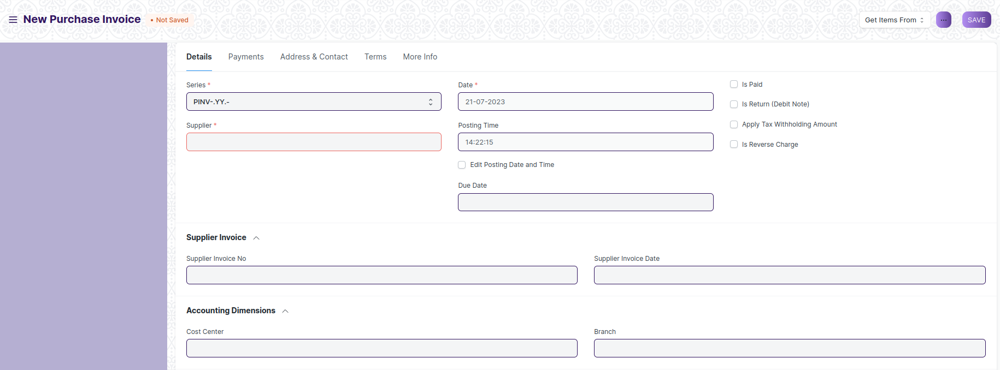 New Purchase Invoice
• Not Saved
Get Items From
...
SAVE
Details
Payments
Address & Contact
Terms
More Info
Series *
PINV-.YY.-
Supplier *
Date *
21-07-2023
Posting Time
14:22:15
Edit Posting Date and Time
Due Date
Is Paid
Is Return (Debit Note)
Apply Tax Withholding Amount
Is Reverse Charge
Supplier Invoice
Supplier Invoice No
Supplier Invoice Date
Accounting Dimensions
Cost Center
Branch